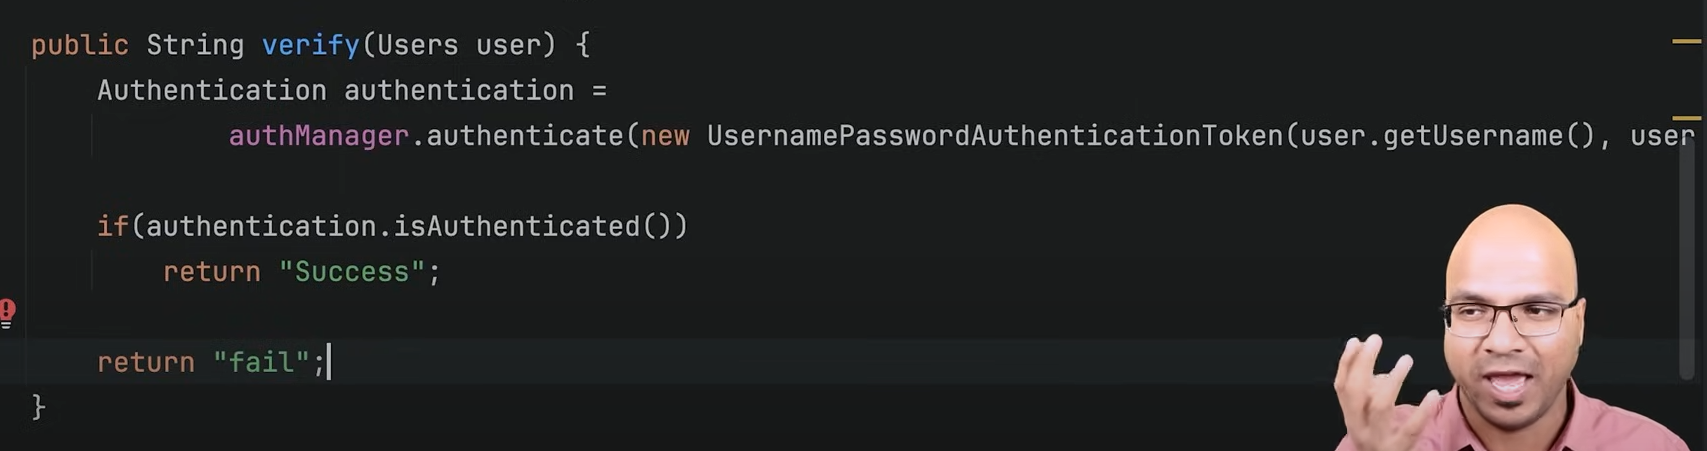 public String verify(Users user) {
Authentication authentication =
authManager.authenticate(new UsernamePasswordAuthenticationToken(user.getUsername(), user
if(authentication.isAuthenticated())
return "Success";
return "fail";
}